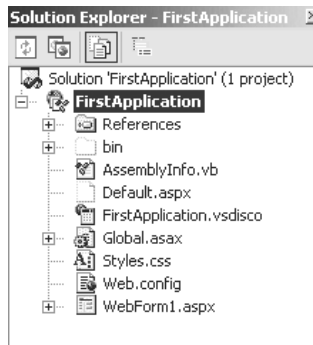 Solution Explorer - FirstApplication
Solution 'FirstApplication' (1 project)
FirstApplication
References
bin
AssemblyInfo.vb
Default.aspx
FirstApplication.vsdisco
Global.asax
Styles.css
Web.config
WebForm1.aspx